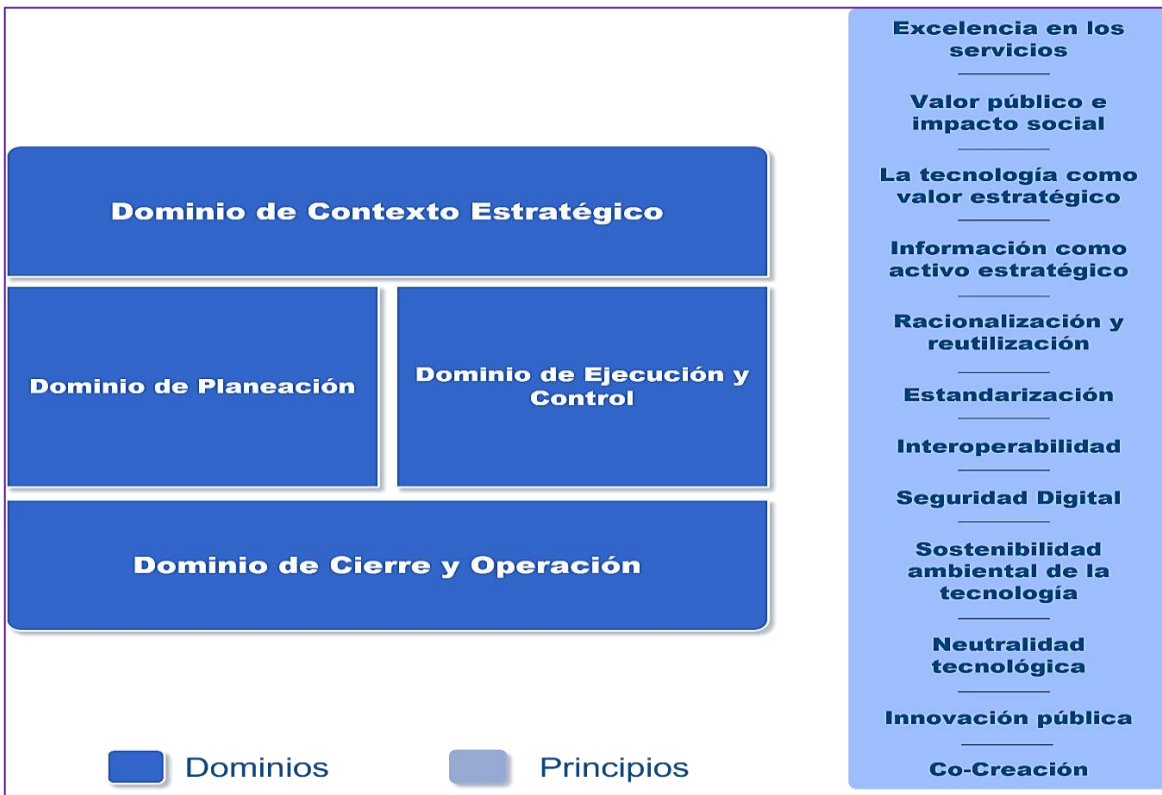 Dominio de Contexto Estratégico
Dominio de Planeación
Dominio de Ejecución y
Control
Dominio de Cierre y Operación
Dominios
Principios
Excelencia en los
servicios
Valor público e
impacto social
La tecnología como
valor estratégico
Información como
activo estratégico
Racionalización y
reutilización
Estandarización
Interoperabilidad
Seguridad Digital
Sostenibilidad
ambiental de la
tecnología
Neutralidad
tecnológica
Innovación pública
Co-Creación